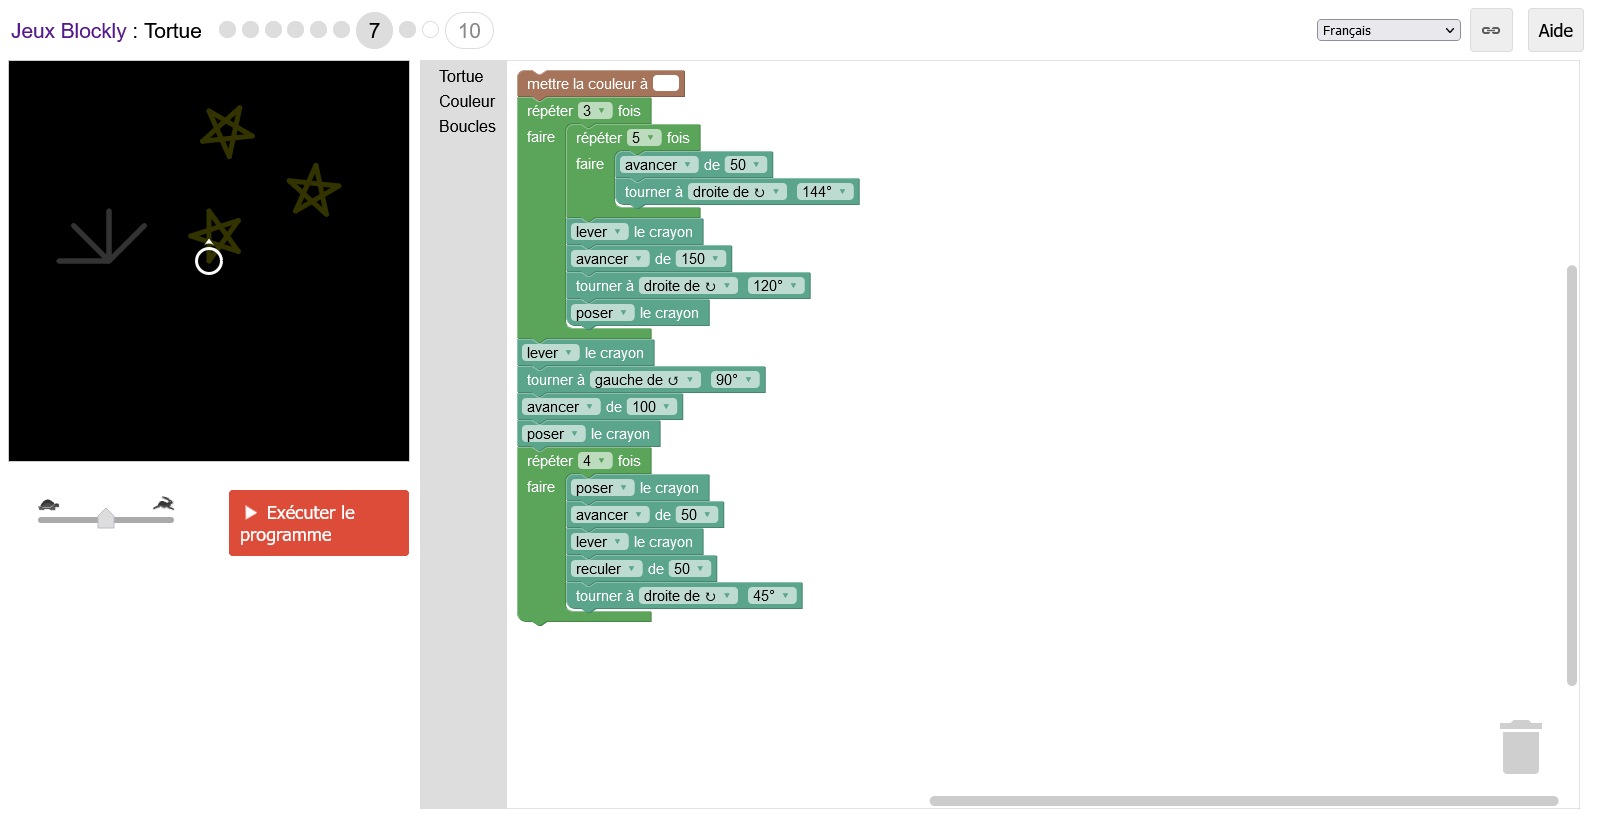 Jeux Blockly : Tortue 7 10 Français Aide
Tortue
Couleur
Boucles
mettre la couleur à
répéter 3 fois
faire répéter 5 fois
faire avancer de 50
tourner à droite de ↻ 144°
lever le crayon
avancer de 150
tourner à droite de ↻ 120°
poser le crayon
lever le crayon
tourner à gauche de ↺ 90°
avancer de 100
poser le crayon
répéter 4 fois
faire poser le crayon
avancer de 50
lever le crayon
reculer de 50
tourner à droite de ↻ 45°
Exécuter le
programme